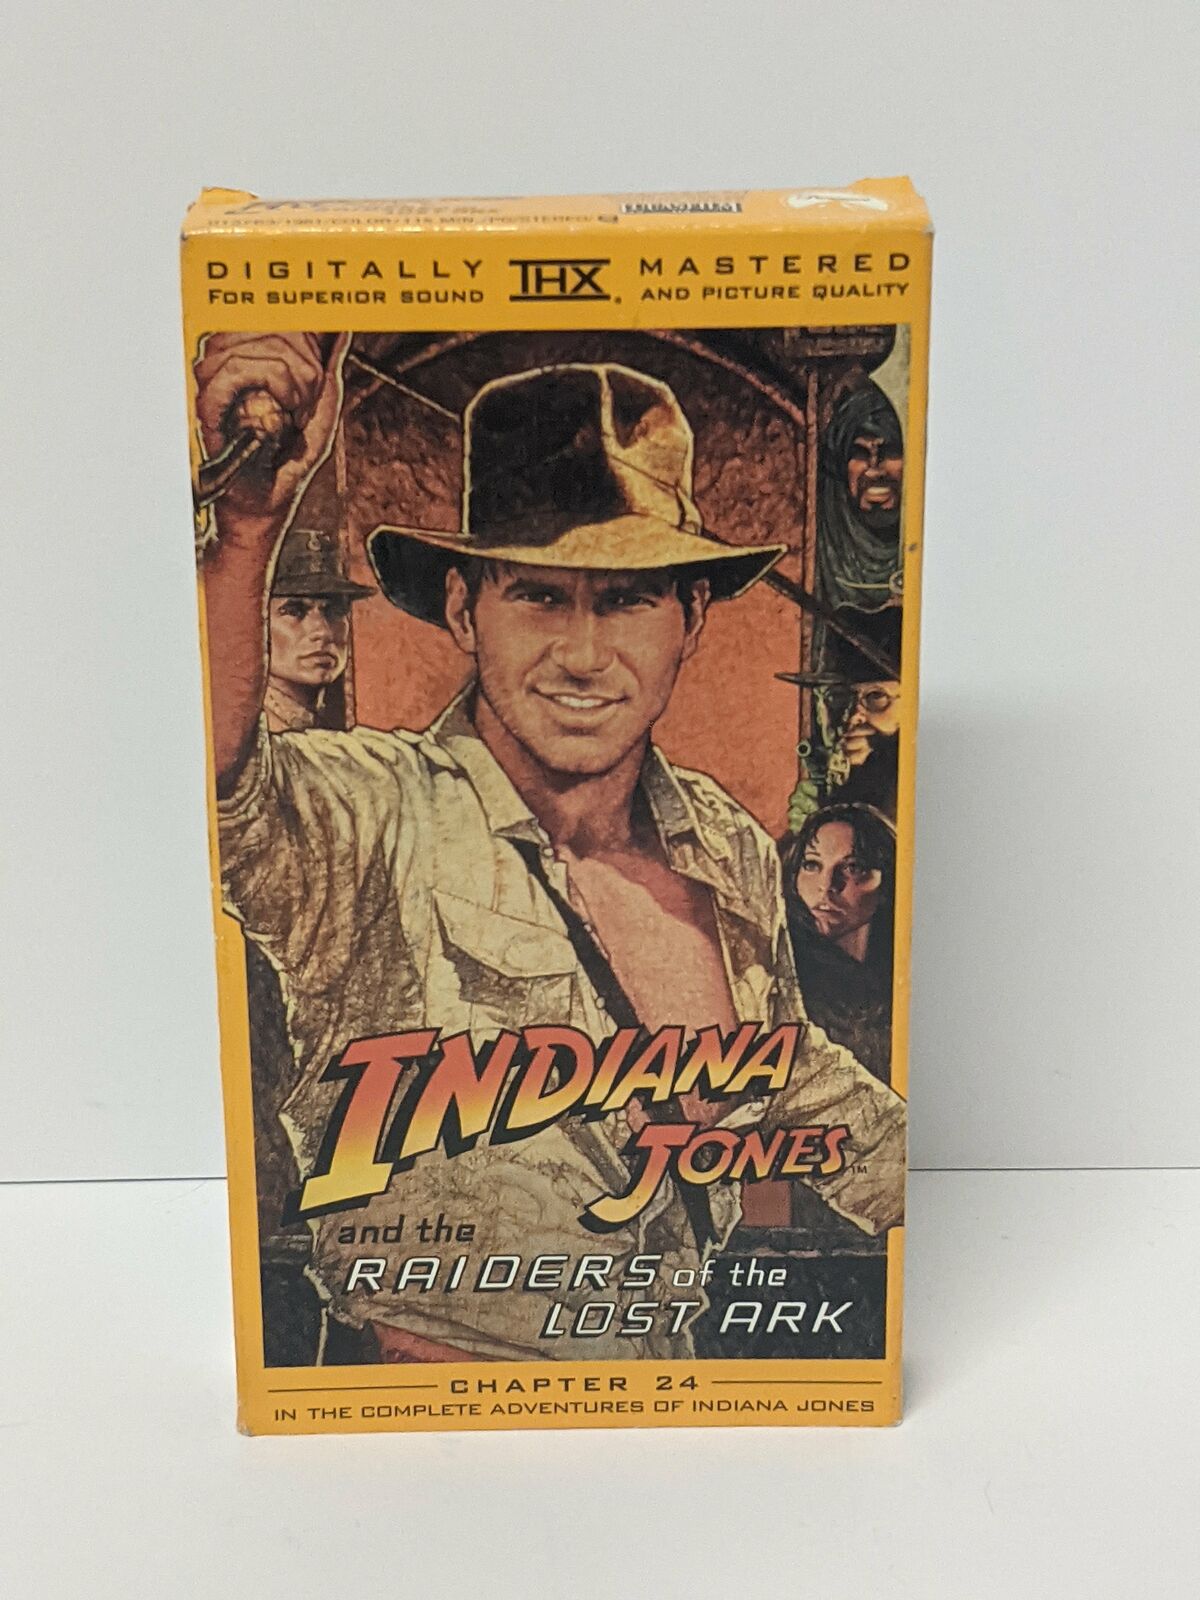 DIGITALLY THX MASTERED
FOR SUPERIOR SOUND AND PICTURE QUALITY
INDIANA
JONES™
and the
RAIDERS of the
LOST ARK
CHAPTER 24
IN THE COMPLETE ADVENTURES OF INDIANA JONES